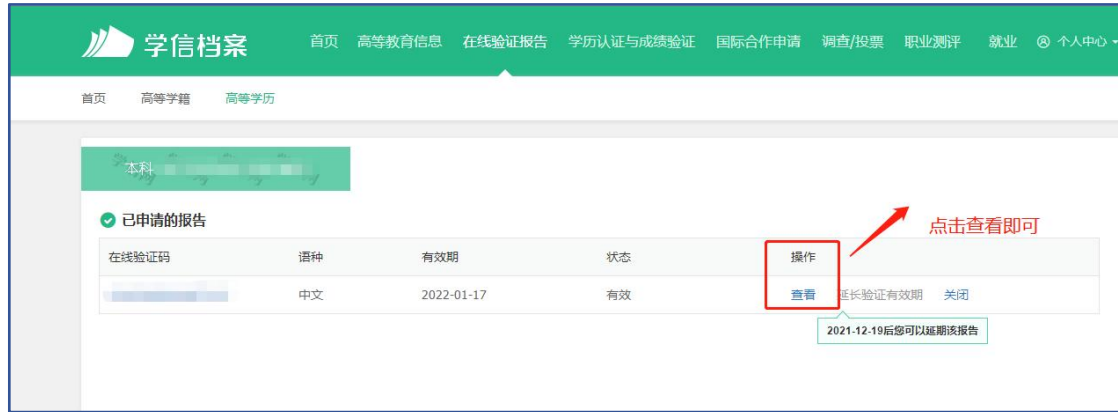 学信档案 首页 高等教育信息 在线验证报告 学历认证与成绩验证 国际合作申请 调查/投票 职业测评 就业 个人中心
首页 高等学籍 高等学历
本科
已申请的报告
点击查看即可
在线验证码 语种 有效期 状态 操作
中文 2022-01-17 有效 查看 延长验证有效期 关闭
2021-12-19后您可以延期该报告